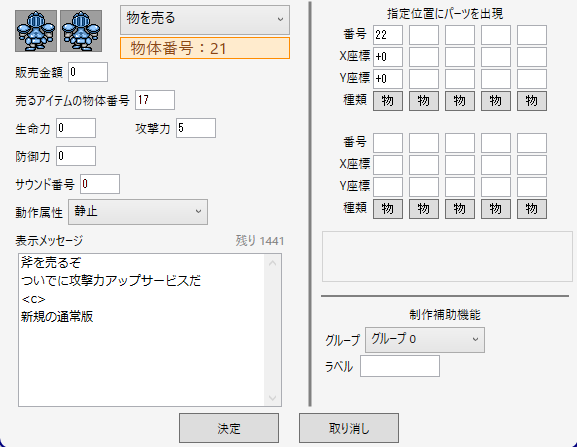 物を売る
物体番号：21
販売金額 0
売るアイテムの物体番号 17
生命力 0 攻撃力 5
防御力 0
サウンド番号 0
動作属性 静止
表示メッセージ 残り 1441
斧を売るぞ
ついでに攻撃力アップサービスだ
<c>
新規の通常版
指定位置にパーツを出現
番号 22
X座標 +0
Y座標 +0
種類 物 物 物 物 物
番号
X座標
Y座標
種類 物 物 物 物 物
制作補助機能
グループ グループ 0
ラベル
決定 取り消し